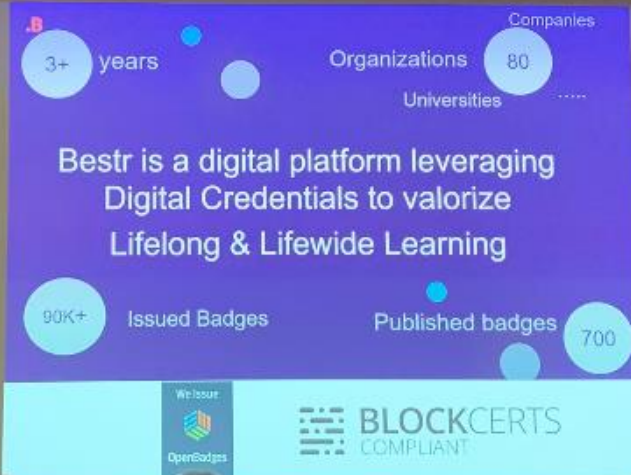 .B
Companies
3+ years
Organizations 80
Universities .....
Bestr is a digital platform leveraging
Digital Credentials to valorize
Lifelong & Lifewide Learning
90K+ Issued Badges
Published badges 700
We Issue
OpenBadges
BLOCKCERTS
COMPLIANT